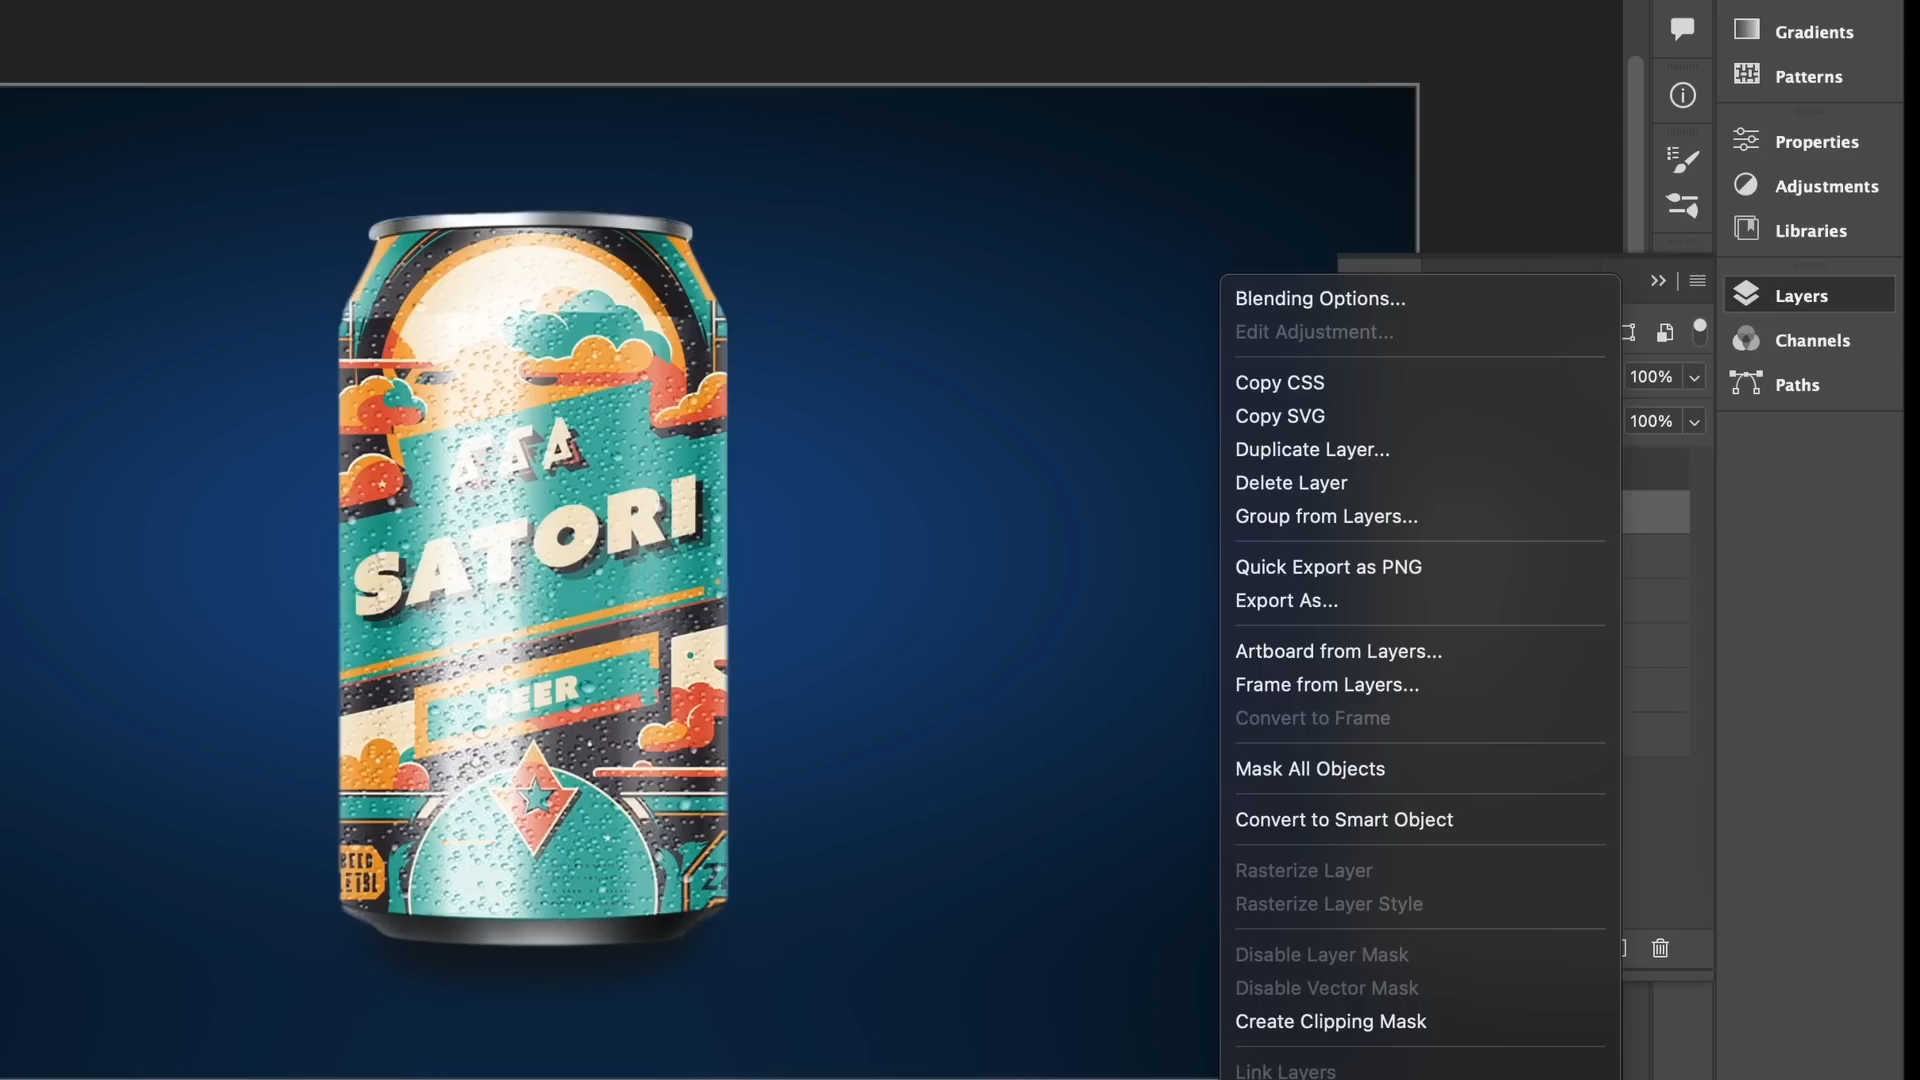 SATORI
BEER
Blending Options...
Edit Adjustment...
Copy CSS
Copy SVG
Duplicate Layer...
Delete Layer
Group from Layers...
Quick Export as PNG
Export As...
Artboard from Layers...
Frame from Layers...
Convert to Frame
Mask All Objects
Convert to Smart Object
Rasterize Layer
Rasterize Layer Style
Disable Layer Mask
Disable Vector Mask
Create Clipping Mask
Link Layers
100%
100%
Gradients
Patterns
Properties
Adjustments
Libraries
Layers
Channels
Paths